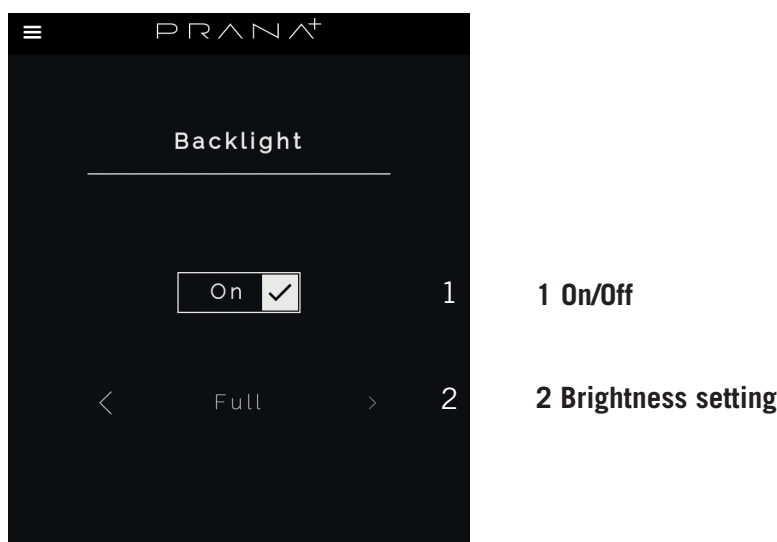 PRANA+
Backlight
On
1
1 On/Off
< Full >
2
2 Brightness setting